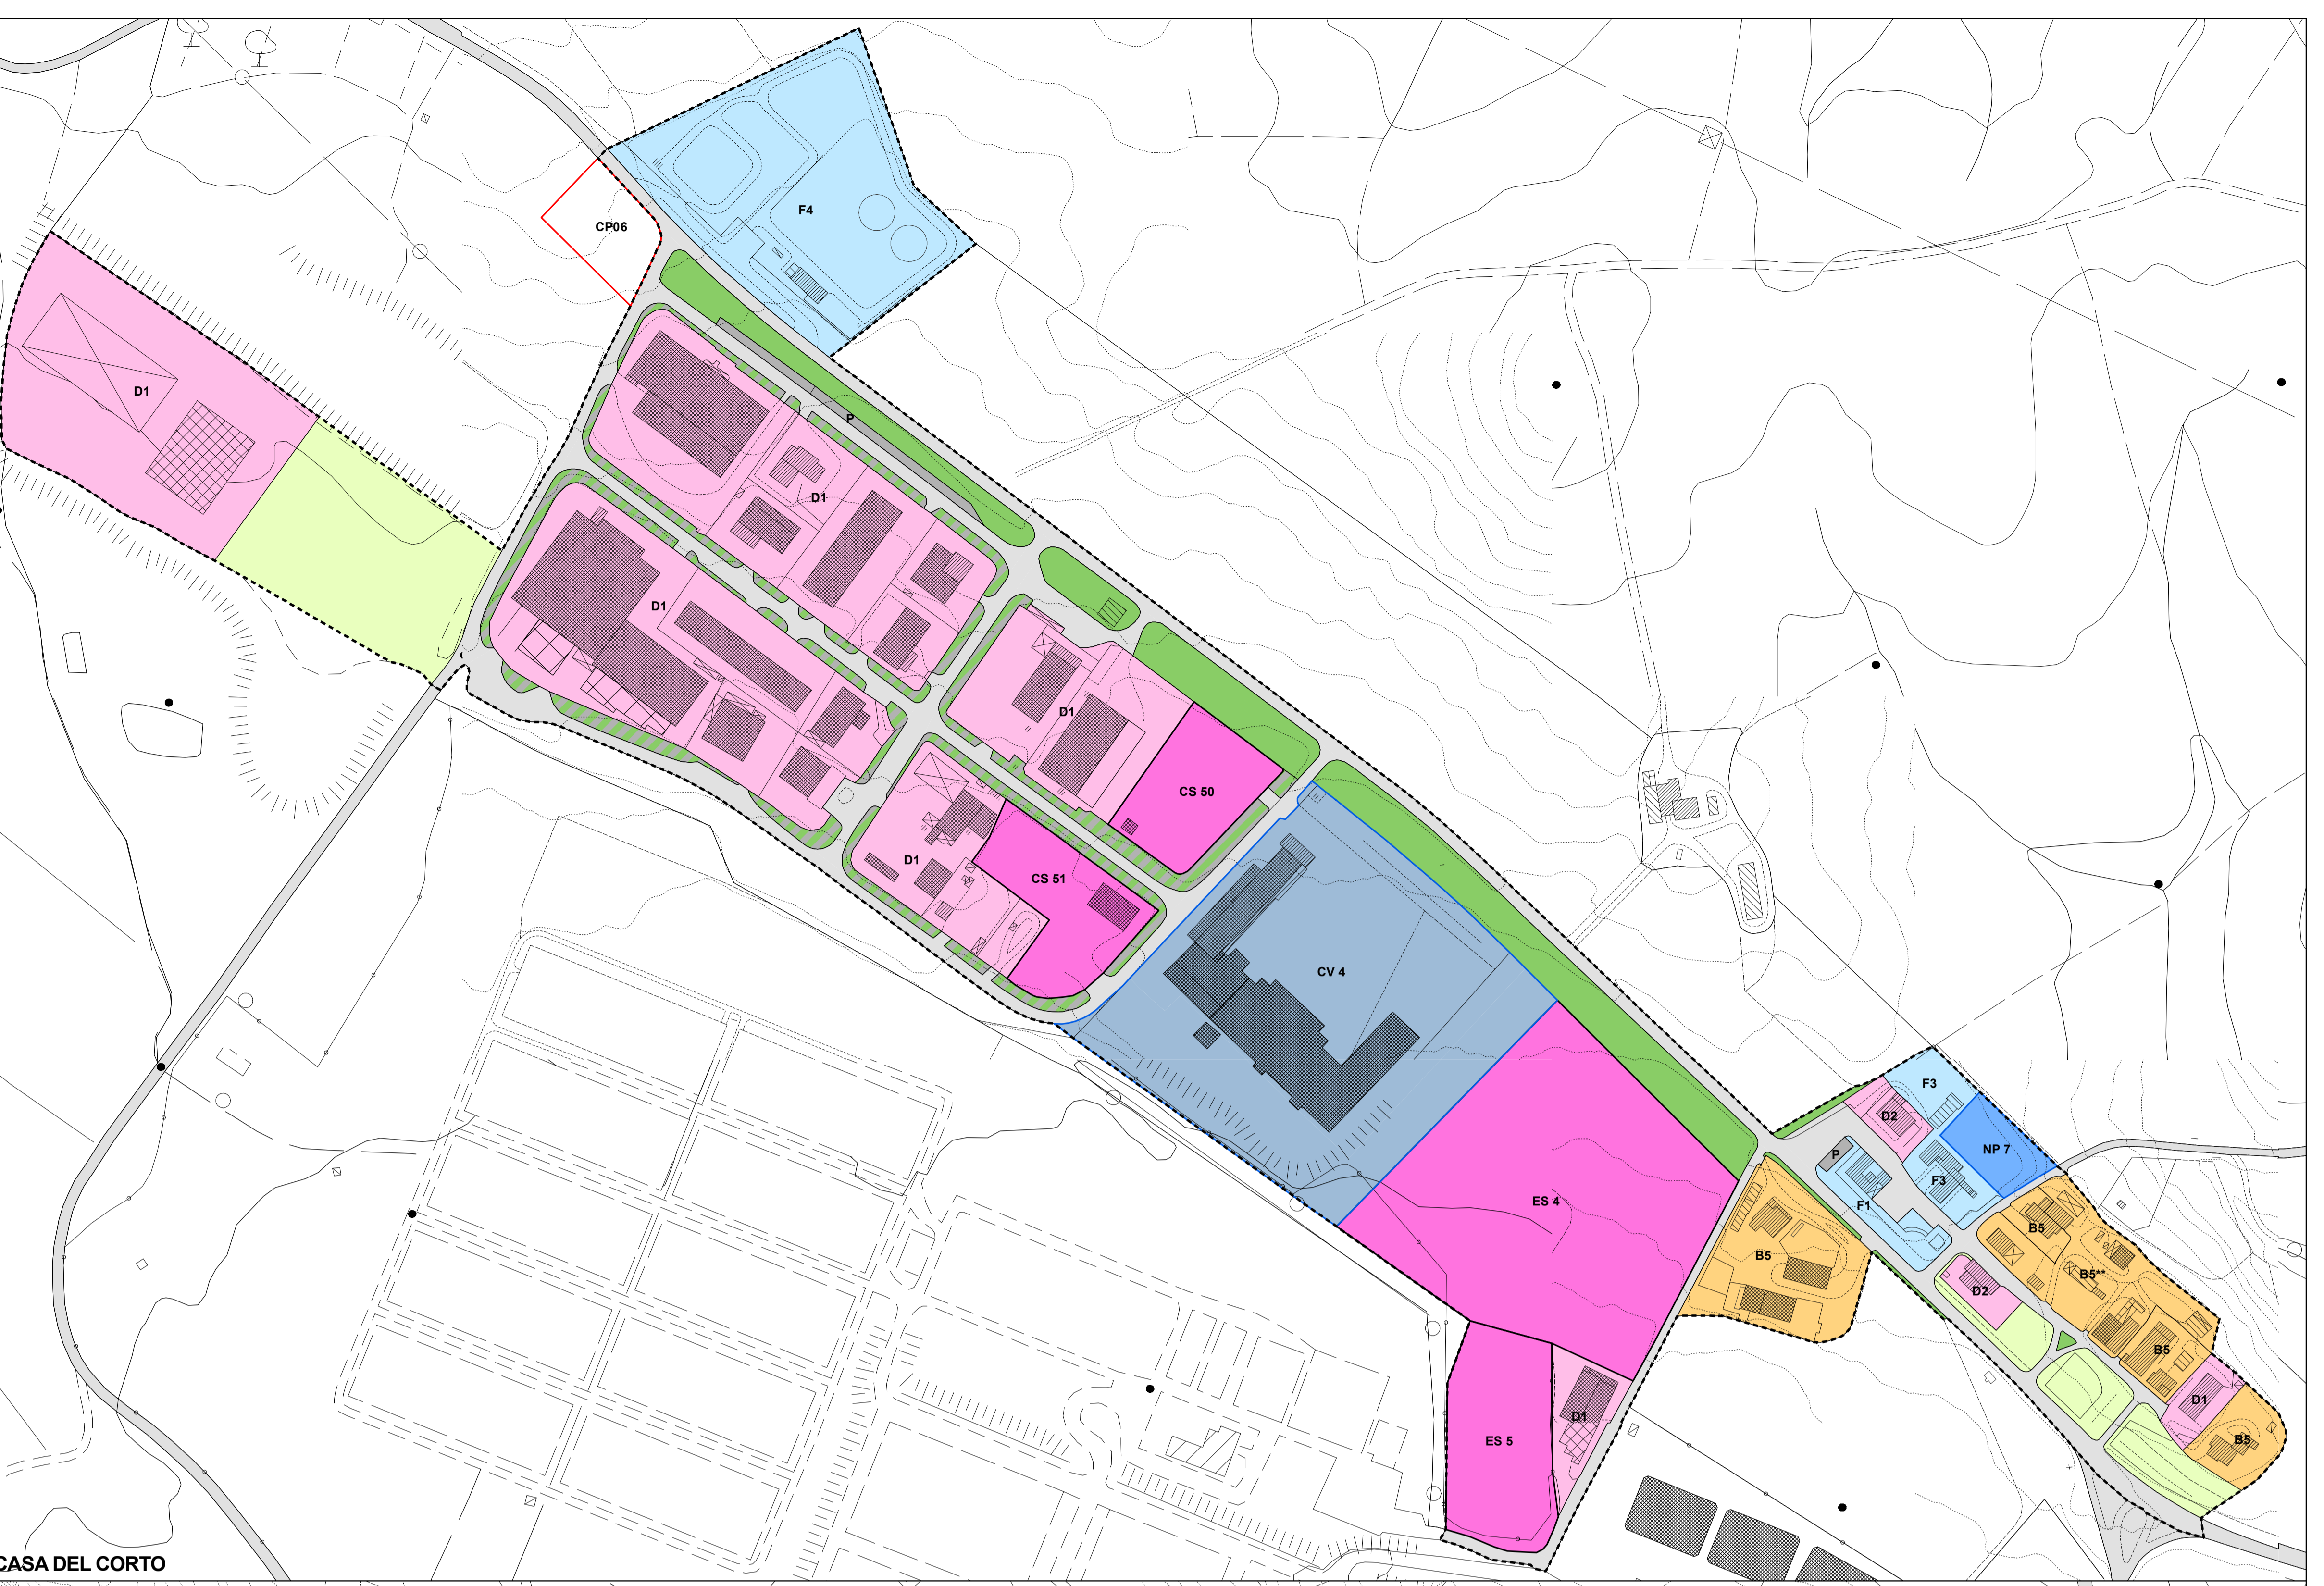 F4
CP06
D1
P
D1
D1
D1
CS 50
D1
CS 51
CV 4
F3
D2
NP 7
P
F3
ES 4
F1
B5
B5
B5**
D2
B5
D1
D1
ES 5
B5
CASA DEL CORTO